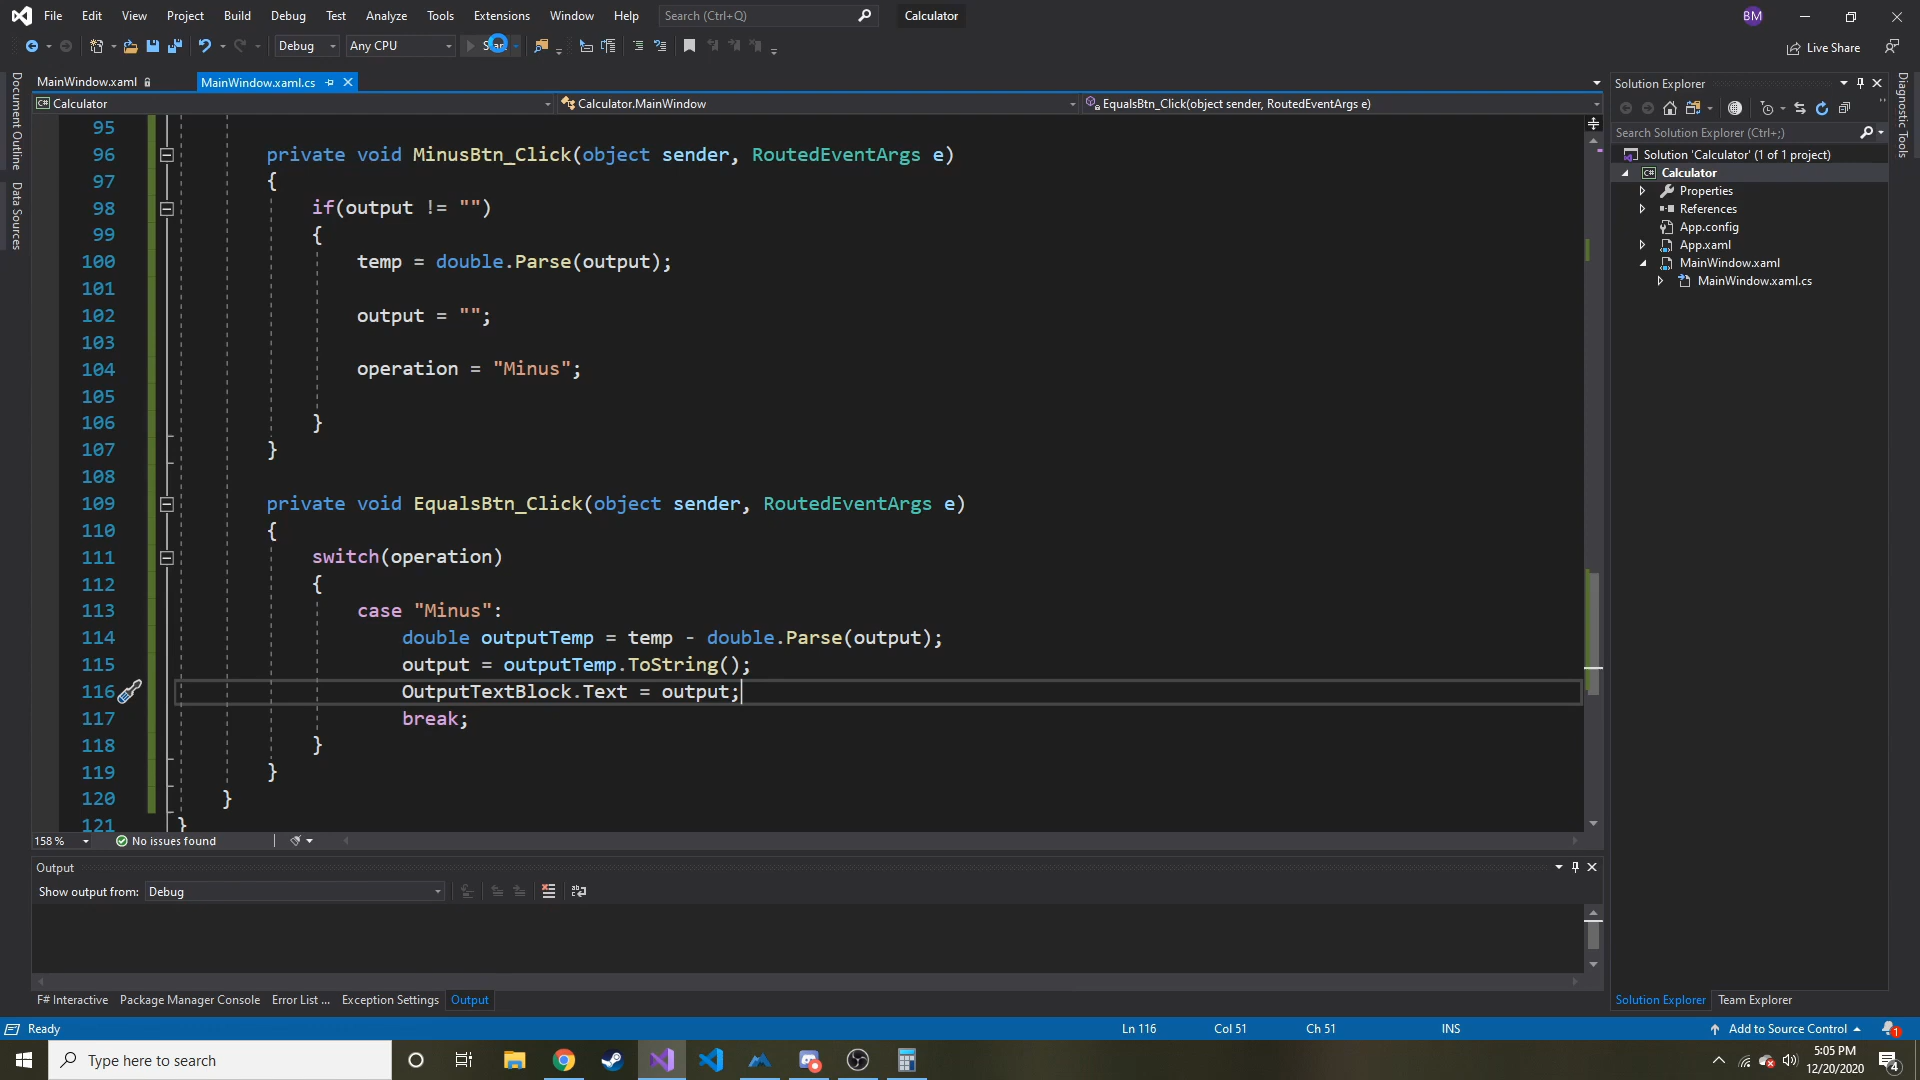 File Edit View Project Build Debug Test Analyze Tools Extensions Window Help Search (Ctrl+Q) Calculator BM
Debug Any CPU Live Share
MainWindow.xaml MainWindow.xaml.cs
Calculator Calculator.MainWindow EqualsBtn_Click(object sender, RoutedEventArgs e)
Document Outline
Data Sources
95
96 private void MinusBtn_Click(object sender, RoutedEventArgs e)
97 {
98 if(output != "")
99 {
100 temp = double.Parse(output);
101
102 output = "";
103
104 operation = "Minus";
105
106 }
107 }
108
109 private void EqualsBtn_Click(object sender, RoutedEventArgs e)
110 {
111 switch(operation)
112 {
113 case "Minus":
114 double outputTemp = temp - double.Parse(output);
115 output = outputTemp.ToString();
116 OutputTextBlock.Text = output;
117 break;
118 }
119 }
120 }
121 }
158 % No issues found
Output
Show output from: Debug
F# Interactive Package Manager Console Error List ... Exception Settings Output
Solution Explorer
Search Solution Explorer (Ctrl+;)
Solution 'Calculator' (1 of 1 project)
C# Calculator
Properties
References
App.config
App.xaml
MainWindow.xaml
MainWindow.xaml.cs
Solution Explorer Team Explorer
Diagnostic Tools
Ready Ln 116 Col 51 Ch 51 INS Add to Source Control 1
Type here to search
5:05 PM
12/20/2020
4